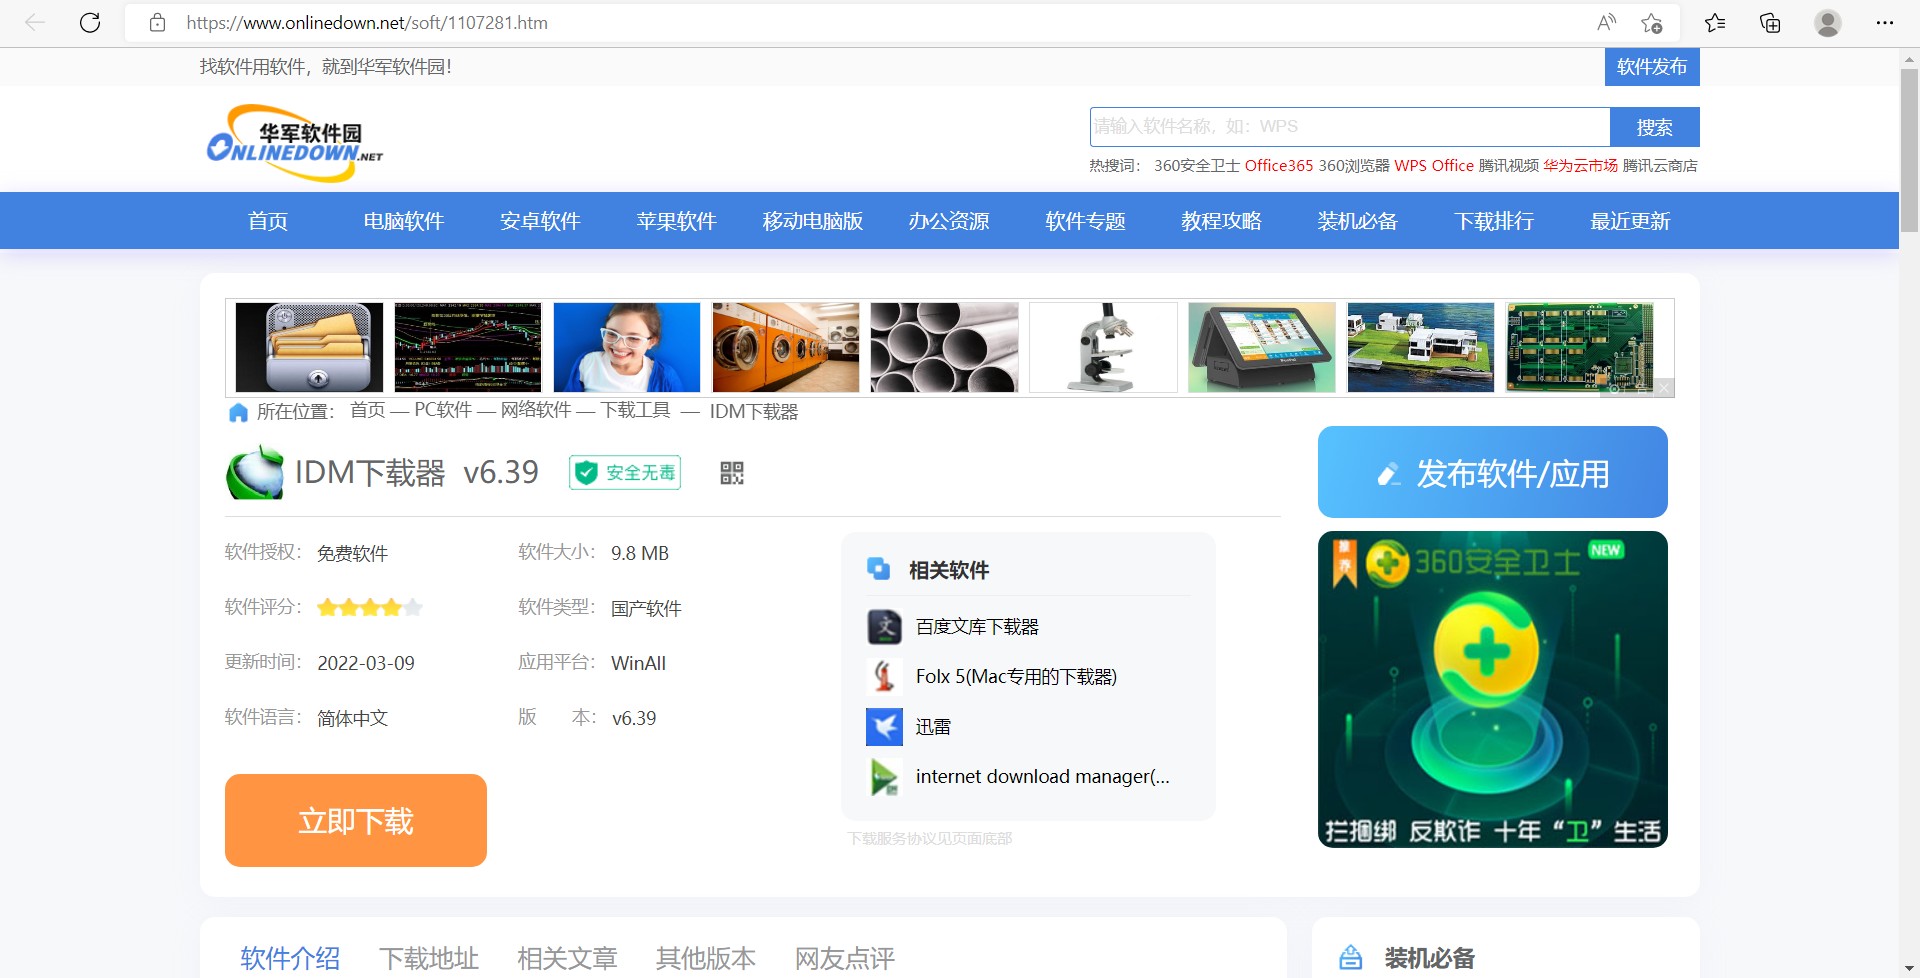 https://www.onlinedown.net/soft/1107281.htm
找软件用软件，就到华军软件园！
软件发布
华军软件园
ONLINEDOWN.NET
请输入软件名称，如：WPS
搜索
热搜词： 360安全卫士 Office365 360浏览器 WPS Office 腾讯视频 华为云市场 腾讯云商店
首页 电脑软件 安卓软件 苹果软件 移动电脑版 办公资源 软件专题 教程攻略 装机必备 下载排行 最近更新
所在位置： 首页 — PC软件 — 网络软件 — 下载工具 — IDM下载器
IDM下载器 v6.39
安全无毒
发布软件/应用
软件授权： 免费软件
软件大小： 9.8 MB
软件评分：
软件类型： 国产软件
更新时间： 2022-03-09
应用平台： WinAll
软件语言： 简体中文
版 本： v6.39
立即下载
相关软件
百度文库下载器
Folx 5(Mac专用的下载器)
迅雷
internet download manager(...
下载服务协议见页面底部
推荐
360安全卫士
NEW
拦捆绑 反欺诈 十年“卫”生活
软件介绍 下载地址 相关文章 其他版本 网友点评
装机必备